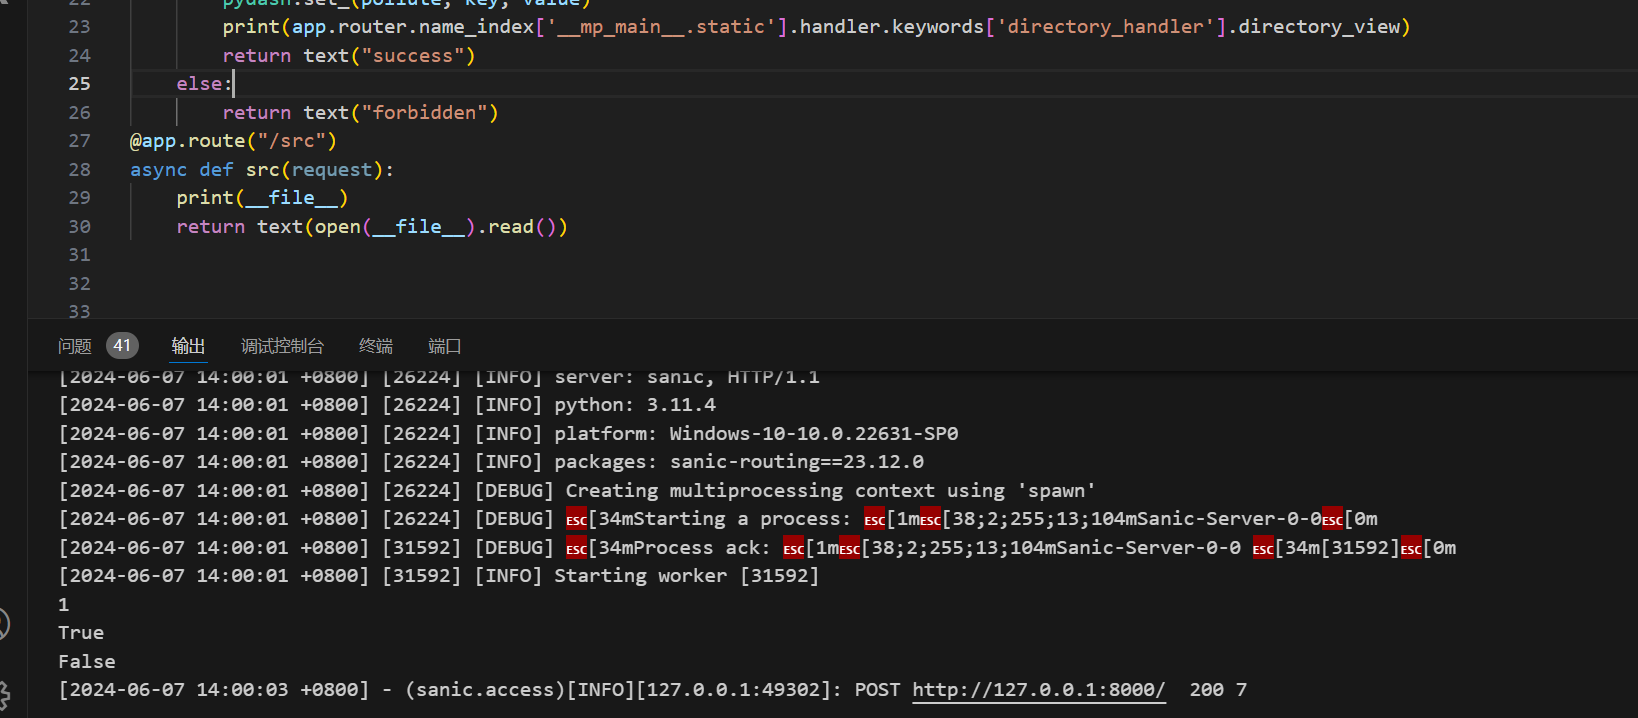 22 pydash.set_(pollute, key, value)
23 print(app.router.name_index['__mp_main__.static'].handler.keywords['directory_handler'].directory_view)
24 return text("success")
25 else:
26 return text("forbidden")
27 @app.route("/src")
28 async def src(request):
29 print(__file__)
30 return text(open(__file__).read())
31
32
33
问题 41 输出 调试控制台 终端 端口
[2024-06-07 14:00:01 +0800] [26224] [INFO] server: sanic, HTTP/1.1
[2024-06-07 14:00:01 +0800] [26224] [INFO] python: 3.11.4
[2024-06-07 14:00:01 +0800] [26224] [INFO] platform: Windows-10-10.0.22631-SP0
[2024-06-07 14:00:01 +0800] [26224] [INFO] packages: sanic-routing==23.12.0
[2024-06-07 14:00:01 +0800] [26224] [DEBUG] Creating multiprocessing context using 'spawn'
[2024-06-07 14:00:01 +0800] [26224] [DEBUG] ESC[34mStarting a process: ESC[1mESC[38;2;255;13;104mSanic-Server-0-0ESC[0m
[2024-06-07 14:00:01 +0800] [31592] [DEBUG] ESC[34mProcess ack: ESC[1mESC[38;2;255;13;104mSanic-Server-0-0 ESC[34m[31592]ESC[0m
[2024-06-07 14:00:01 +0800] [31592] [INFO] Starting worker [31592]
1
True
False
[2024-06-07 14:00:03 +0800] - (sanic.access)[INFO][127.0.0.1:49302]: POST http://127.0.0.1:8000/ 200 7